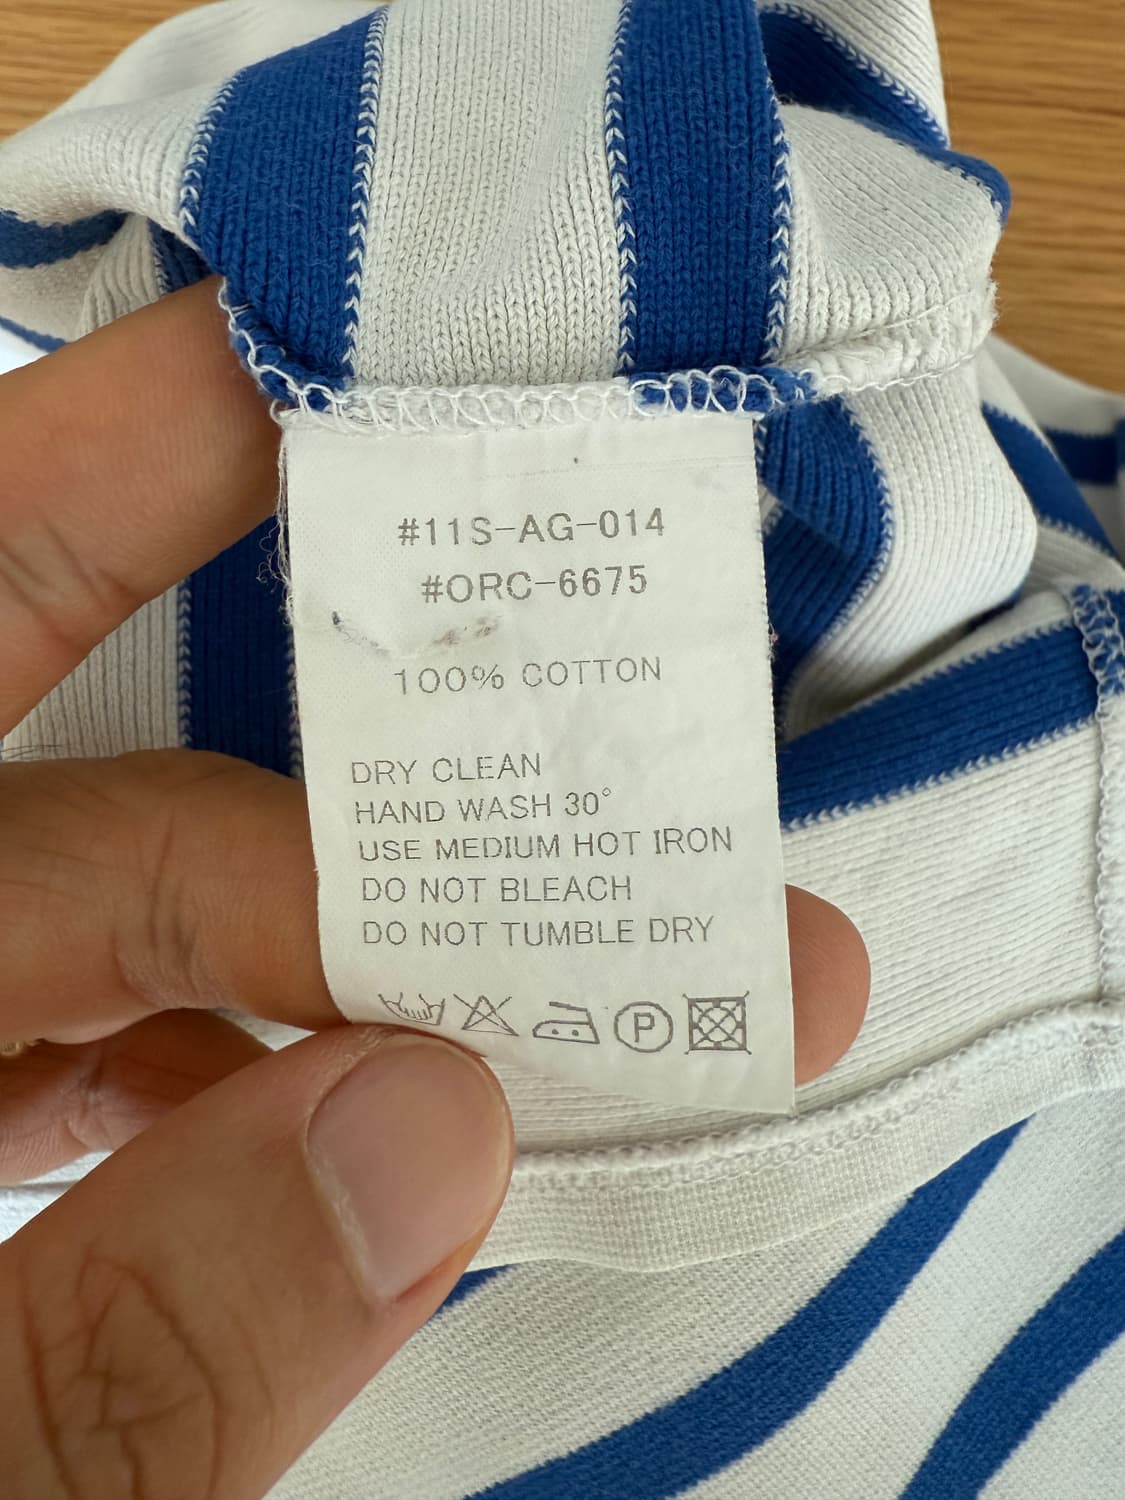 #11S-AG-014
#ORC-6675
100% COTTON
DRY CLEAN
HAND WASH 30°
USE MEDIUM HOT IRON
DO NOT BLEACH
DO NOT TUMBLE DRY
P